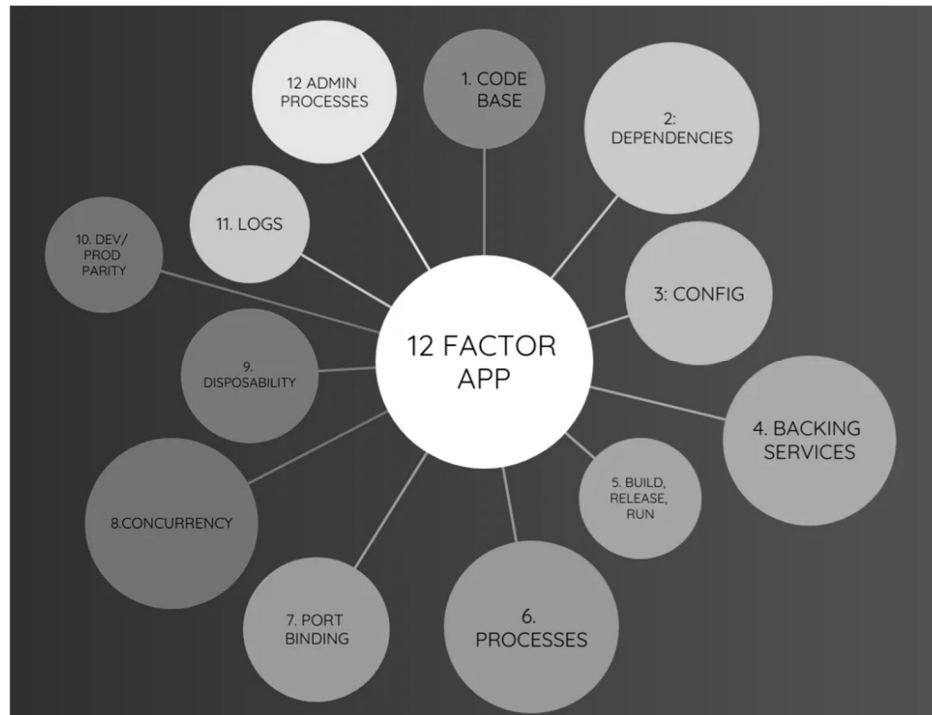 12 FACTOR
APP
1. CODE
BASE
2:
DEPENDENCIES
3: CONFIG
4. BACKING
SERVICES
5. BUILD,
RELEASE,
RUN
6.
PROCESSES
7. PORT
BINDING
8.CONCURRENCY
9.
DISPOSABILITY
10. DEV/
PROD
PARITY
11. LOGS
12 ADMIN
PROCESSES